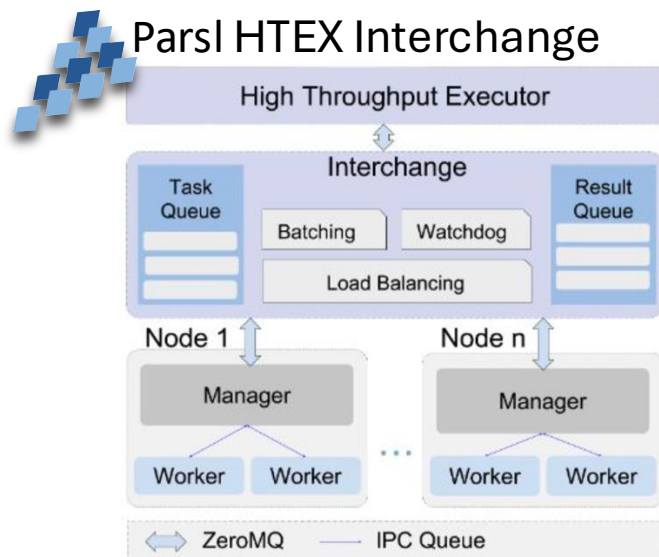 Parsl HTEX Interchange
High Throughput Executor
Interchange
Task
Queue
Result
Queue
Batching
Watchdog
Load Balancing
Node 1
Node n
Manager
Manager
Worker
Worker
...
Worker
Worker
ZeroMQ
IPC Queue